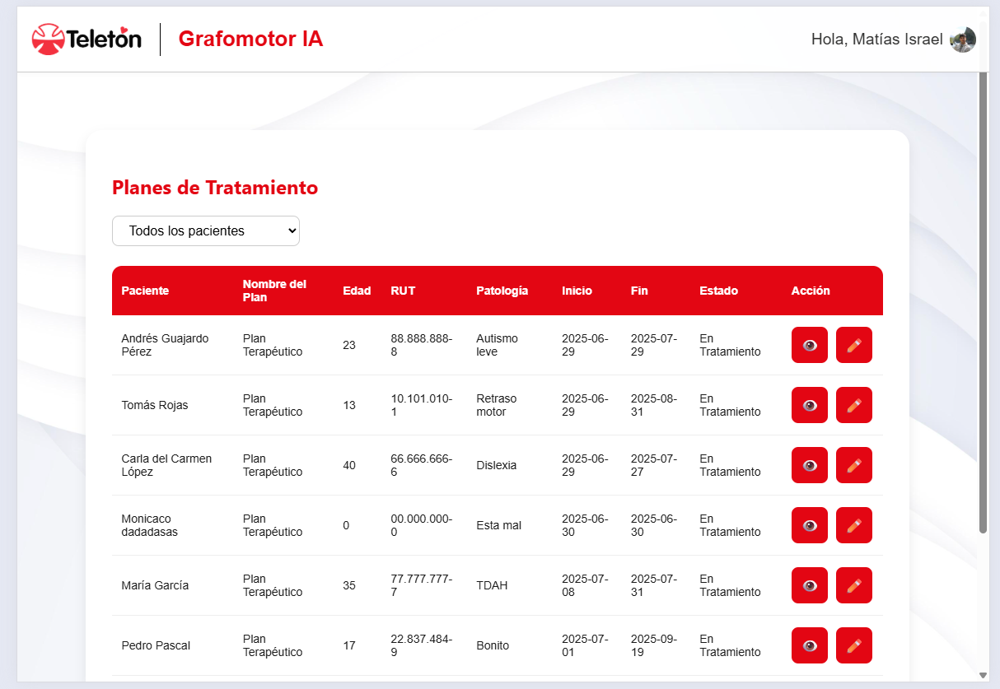 Teletón
Grafomotor IA
Hola, Matías Israel
Planes de Tratamiento
Todos los pacientes
Paciente Nombre del Plan Edad RUT Patología Inicio Fin Estado Acción
Andrés Guajardo Pérez Plan Terapéutico 23 88.888.888-8 Autismo leve 2025-06-29 2025-07-29 En Tratamiento
Tomás Rojas Plan Terapéutico 13 10.101.010-1 Retraso motor 2025-06-29 2025-08-31 En Tratamiento
Carla del Carmen López Plan Terapéutico 40 66.666.666-6 Dislexia 2025-06-29 2025-07-27 En Tratamiento
Monicaco dadadasas Plan Terapéutico 0 00.000.000-0 Esta mal 2025-06-30 2025-06-30 En Tratamiento
María García Plan Terapéutico 35 77.777.777-7 TDAH 2025-07-08 2025-07-31 En Tratamiento
Pedro Pascal Plan Terapéutico 17 22.837.484-9 Bonito 2025-07-01 2025-09-19 En Tratamiento